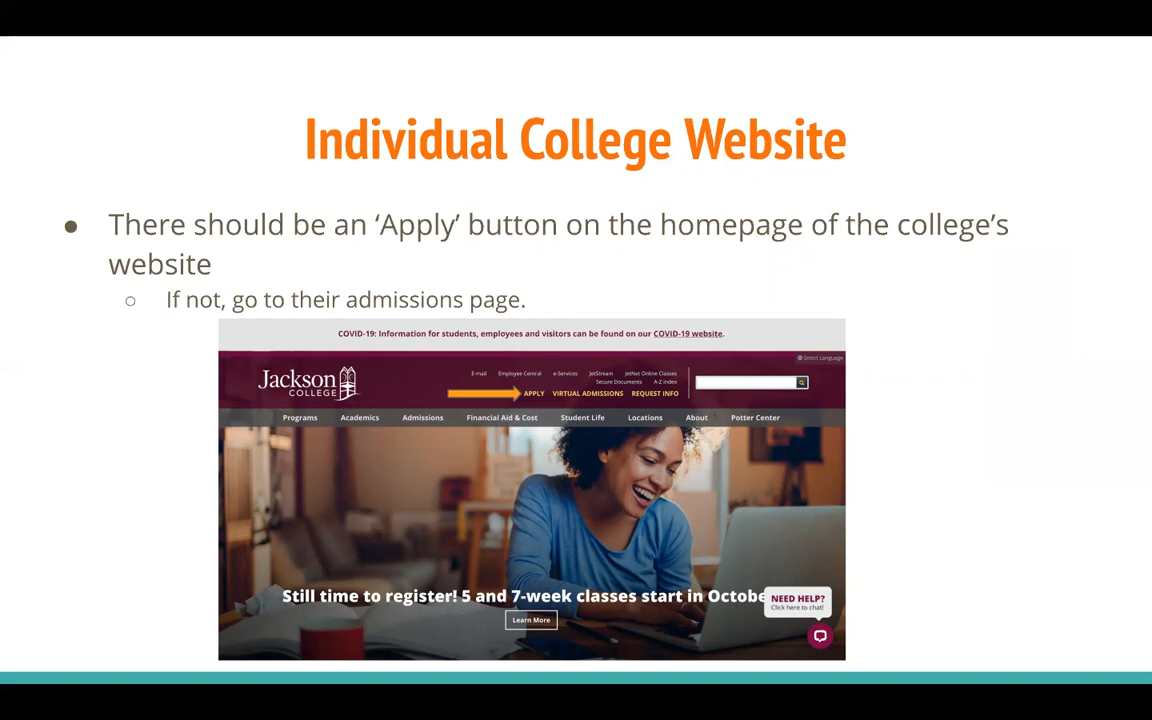 Individual College Website
● There should be an ‘Apply’ button on the homepage of the college’s
website
○ If not, go to their admissions page.
COVID-19: Information for students, employees and visitors can be found on our COVID-19 website.
Select Language
Jackson
COLLEGE
E-mail Employee Central e-Services JetStream JetNet Online Classes
Secure Documents A-Z Index
APPLY VIRTUAL ADMISSIONS REQUEST INFO
Programs Academics Admissions Financial Aid & Cost Student Life Locations About Potter Center
Still time to register! 5 and 7-week classes start in Octobe
NEED HELP?
Click here to chat!
Learn More